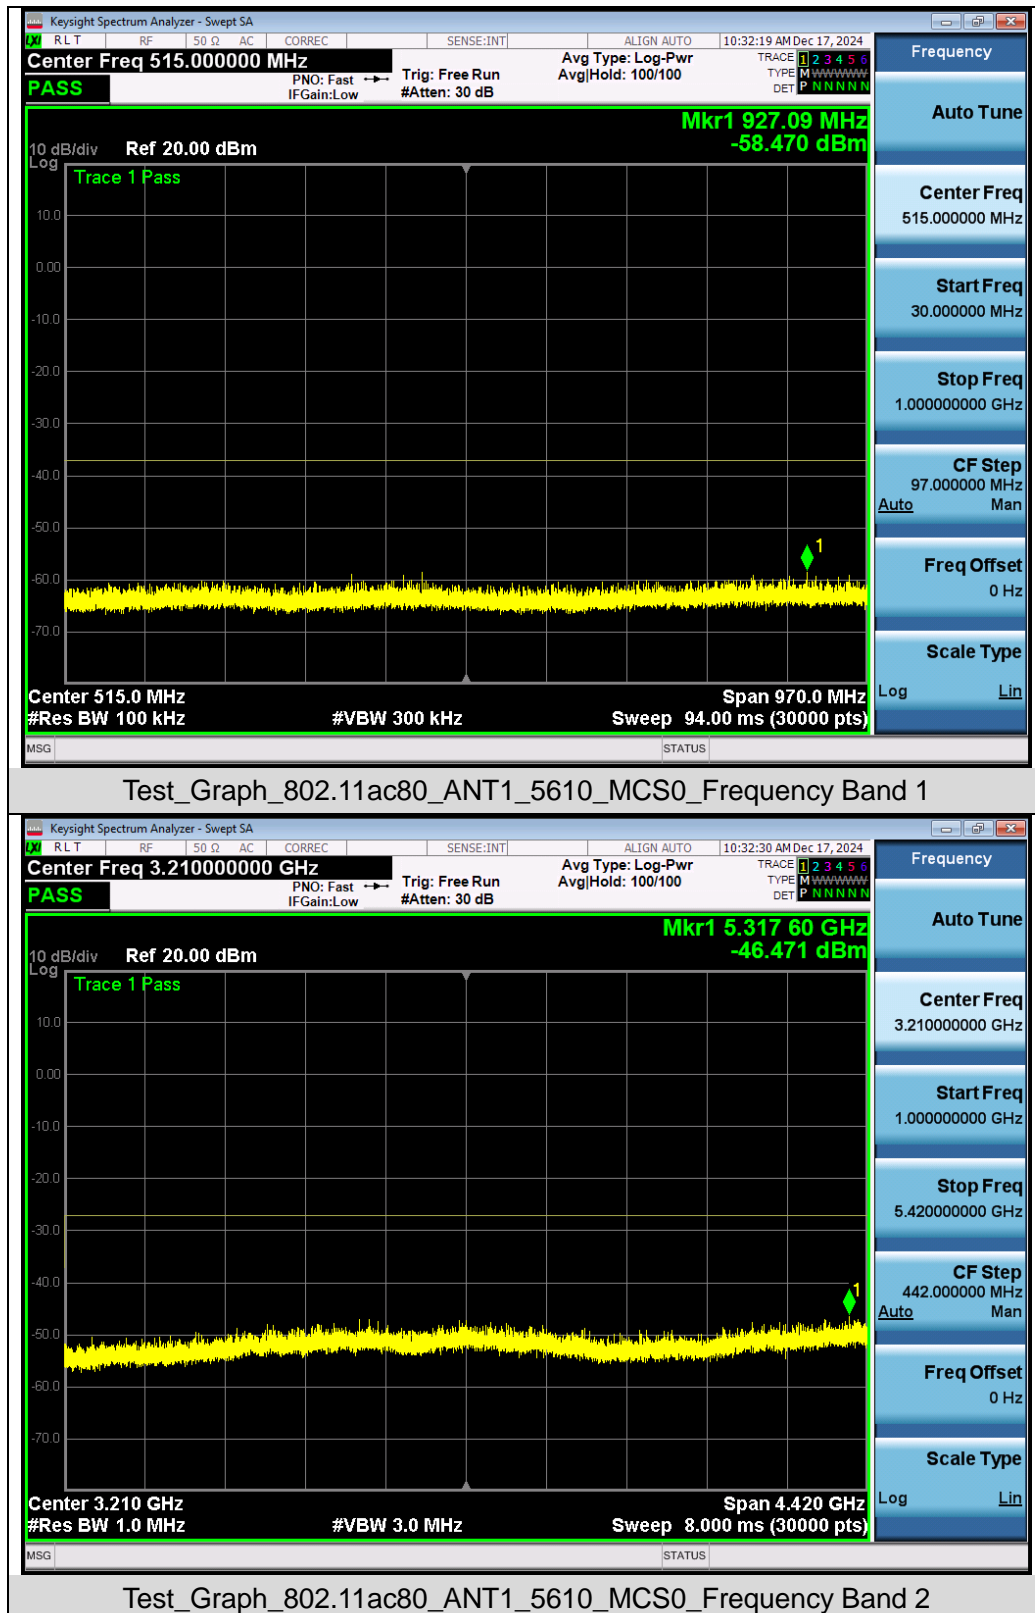 Keysight Spectrum Analyzer - Swept SA
LXI RLT RF 50 Ω AC CORREC SENSE:INT ALIGN AUTO 10:32:19 AM Dec 17, 2024
Center Freq 515.000000 MHz
Avg Type: Log-Pwr
TRACE 1 2 3 4 5 6
PNO: Fast
Trig: Free Run
Avg|Hold: 100/100
TYPE M WWWWW
PASS
IFGain:Low
#Atten: 30 dB
DET P N N N N N
Mkr1 927.09 MHz
-58.470 dBm
10 dB/div Ref 20.00 dBm
Log
Trace 1 Pass
10.0
0.00
-10.0
-20.0
-30.0
-40.0
-50.0
1
-60.0
-70.0
Center 515.0 MHz Span 970.0 MHz
#Res BW 100 kHz #VBW 300 kHz Sweep 94.00 ms (30000 pts)
MSG STATUS
Frequency
Auto Tune
Center Freq
515.000000 MHz
Start Freq
30.000000 MHz
Stop Freq
1.000000000 GHz
CF Step
97.000000 MHz
Auto Man
Freq Offset
0 Hz
Scale Type
Log Lin
Test_Graph_802.11ac80_ANT1_5610_MCS0_Frequency Band 1
Keysight Spectrum Analyzer - Swept SA
LXI RLT RF 50 Ω AC CORREC SENSE:INT ALIGN AUTO 10:32:30 AM Dec 17, 2024
Center Freq 3.210000000 GHz
Avg Type: Log-Pwr
TRACE 1 2 3 4 5 6
PNO: Fast
Trig: Free Run
Avg|Hold: 100/100
TYPE M WWWWW
PASS
IFGain:Low
#Atten: 30 dB
DET P N N N N N
Mkr1 5.317 60 GHz
-46.471 dBm
10 dB/div Ref 20.00 dBm
Log
Trace 1 Pass
10.0
0.00
-10.0
-20.0
-30.0
-40.0
1
-50.0
-60.0
-70.0
Center 3.210 GHz Span 4.420 GHz
#Res BW 1.0 MHz #VBW 3.0 MHz Sweep 8.000 ms (30000 pts)
MSG STATUS
Frequency
Auto Tune
Center Freq
3.210000000 GHz
Start Freq
1.000000000 GHz
Stop Freq
5.420000000 GHz
CF Step
442.000000 MHz
Auto Man
Freq Offset
0 Hz
Scale Type
Log Lin
Test_Graph_802.11ac80_ANT1_5610_MCS0_Frequency Band 2